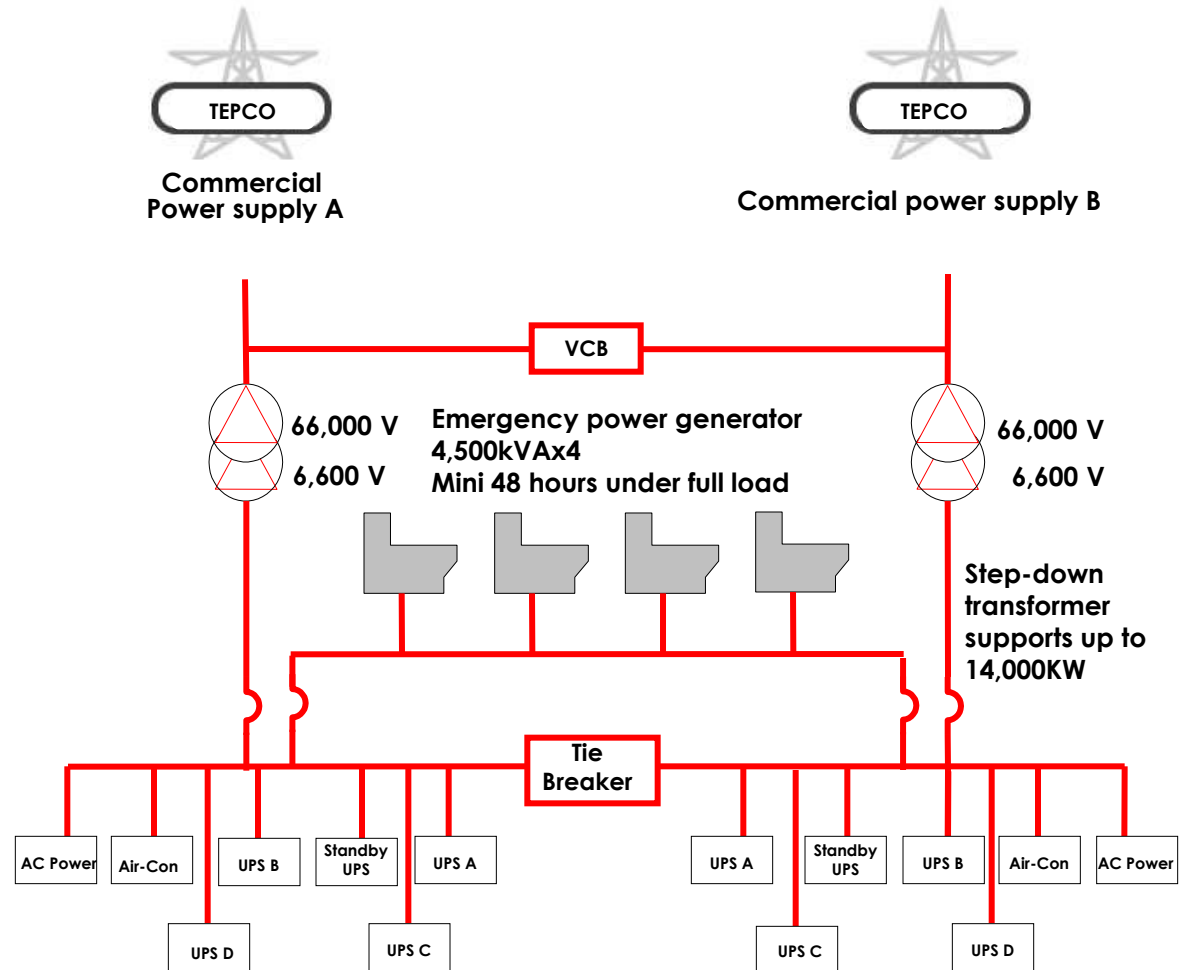 TEPCO
TEPCO
Commercial
Power supply A
Commercial power supply B
VCB
66,000 V
6,600 V
Emergency power generator
4,500kVAx4
Mini 48 hours under full load
66,000 V
6,600 V
Step-down
transformer
supports up to
14,000KW
Tie
Breaker
AC Power
Air-Con
UPS B
Standby
UPS
UPS A
UPS A
Standby
UPS
UPS B
Air-Con
AC Power
UPS D
UPS C
UPS C
UPS D